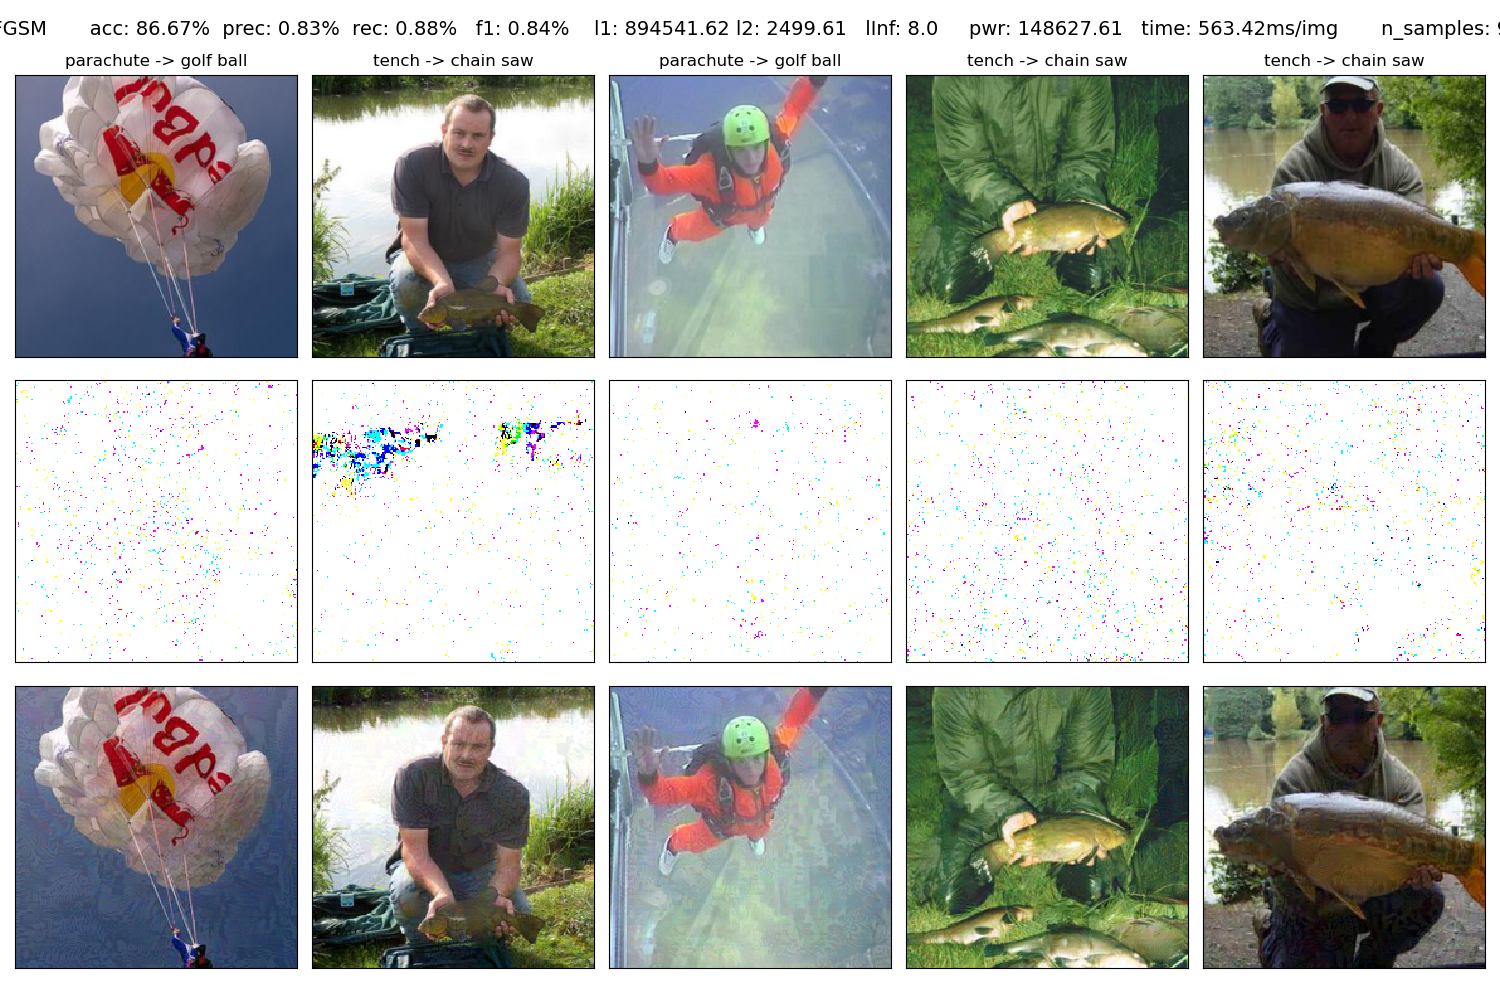 FGSM acc: 86.67% prec: 0.83% rec: 0.88% f1: 0.84% l1: 894541.62 l2: 2499.61 lInf: 8.0 pwr: 148627.61 time: 563.42ms/img n_samples: 9
parachute -> golf ball
tench -> chain saw
parachute -> golf ball
tench -> chain saw
tench -> chain saw